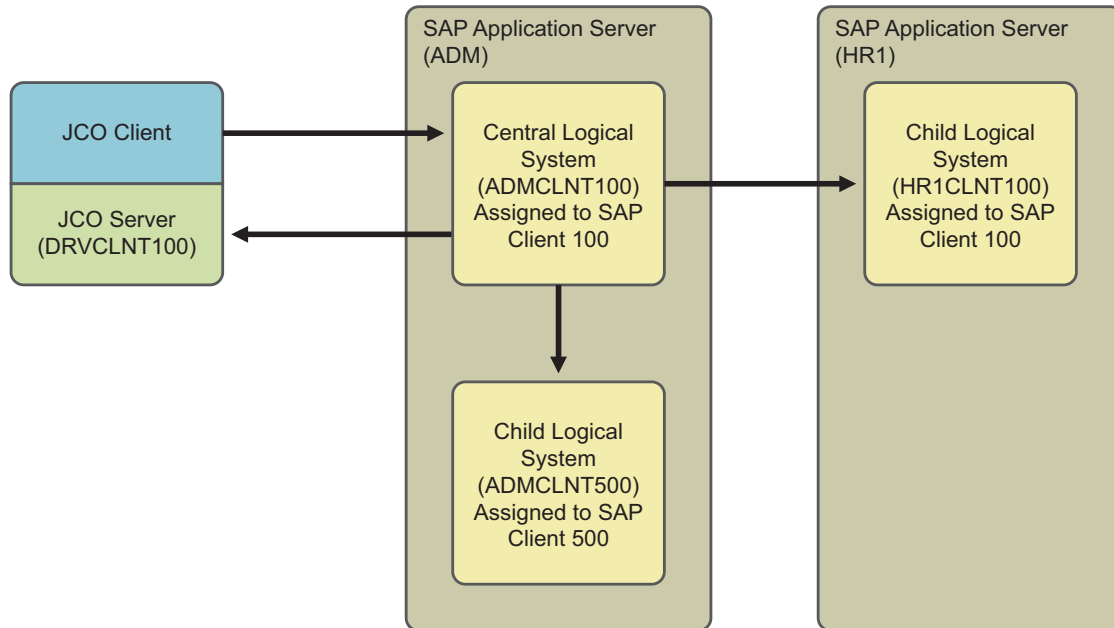 SAP Application Server
(ADM)
SAP Application Server
(HR1)
JCO Client
JCO Server
(DRVCLNT100)
Central Logical
System
(ADMCLNT100)
Assigned to SAP
Client 100
Child Logical
System
(HR1CLNT100)
Assigned to SAP
Client 100
Child Logical
System
(ADMCLNT500)
Assigned to SAP
Client 500